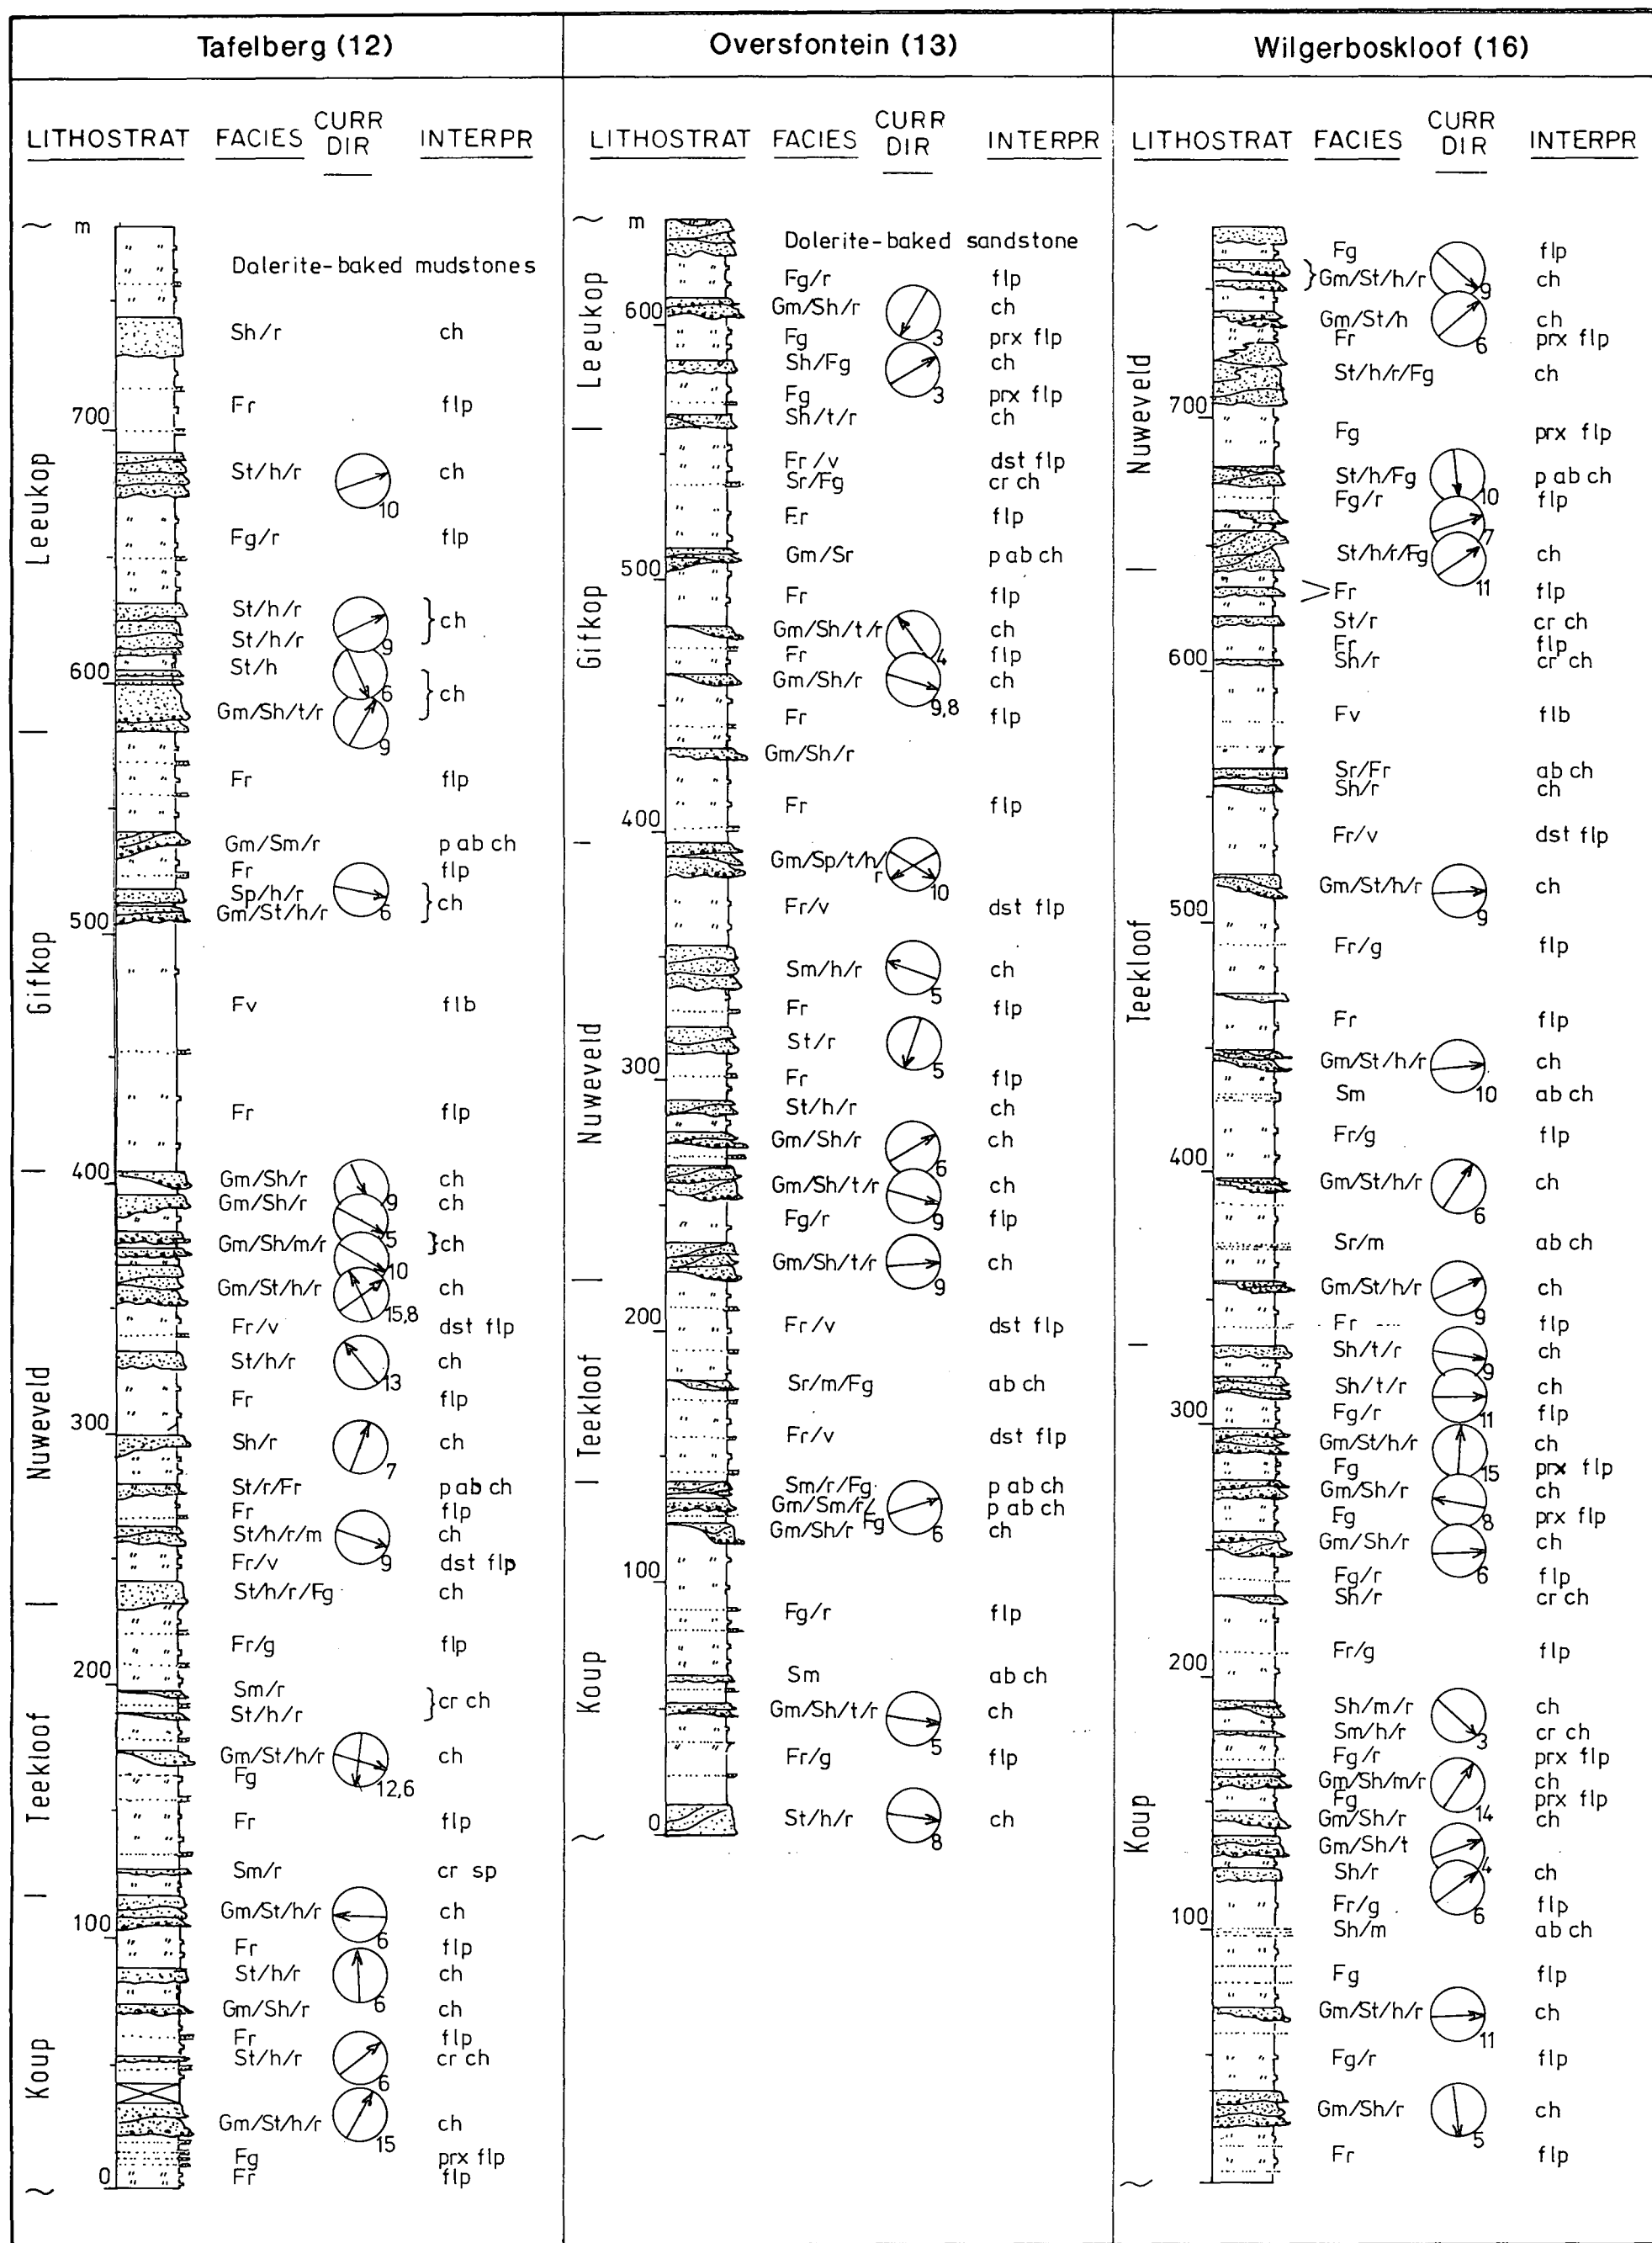 Tafelberg (12)
LITHOSTRAT FACIES CURR DIR INTERPR
m
Dolerite-baked mudstones
Sh/r ch
Fr flp
700
St/h/r 10 ch
Leeukop
Fg/r flp
St/h/r
St/h/r 9 } ch
St/h 6
600
Gm/Sh/t/r 9 } ch
Fr flp
Gm/Sm/r p ab ch
Fr flp
Sp/h/r
Gm/St/h/r 6 } ch
500
Gifkop
Fv flb
Fr flp
400
Gm/Sh/r 9 ch
Gm/Sh/r 5 ch
Gm/Sh/m/r 10 } ch
Gm/St/h/r 15,8 ch
Fr/v dst flp
St/h/r 13 ch
Nuweveld
Fr flp
300
Sh/r 7 ch
St/r/Fr p ab ch
Fr flp
St/h/r/m 9 ch
Fr/v dst flp
St/h/r/Fg ch
Fr/g flp
200
Sm/r
St/h/r } cr ch
Teekloof
Gm/St/h/r 12,6 ch
Fg
Fr flp
Sm/r cr sp
Gm/St/h/r 6 ch
100
Fr flp
St/h/r 6 ch
Gm/Sh/r ch
Fr flp
St/h/r 6 cr ch
Koup
Gm/St/h/r 15 ch
Fg prx flp
0
Fr flp
Oversfontein (13)
LITHOSTRAT FACIES CURR DIR INTERPR
m
Dolerite-baked sandstone
Fg/r flp
600
Gm/Sh/r 3 ch
Leeukop
Fg prx flp
Sh/Fg 3 ch
Fg prx flp
Sh/t/r ch
Fr/v dst flp
Sr/Fg cr ch
Fr flp
Gm/Sr p ab ch
500
Fr flp
Gifkop
Gm/Sh/t/r 4 ch
Fr flp
Gm/Sh/r 9,8 ch
Fr flp
Gm/Sh/r
Fr flp
400
Gm/Sp/t/h/r 10
Fr/v dst flp
Sm/h/r 5 ch
Fr flp
St/r 5
Nuweveld
300
Fr flp
St/h/r ch
Gm/Sh/r 6 ch
Gm/Sh/t/r 9 ch
Fg/r flp
Gm/Sh/t/r 9 ch
200
Fr/v dst flp
Sr/m/Fg ab ch
Teekloof
Fr/v dst flp
Sm/r/Fg p ab ch
Gm/Sm/r/Fg 6 p ab ch
Gm/Sh/r ch
100
Fg/r flp
Koup
Sm ab ch
Gm/Sh/t/r 5 ch
Fr/g flp
0
St/h/r 8 ch
Wilgerboskloof (16)
LITHOSTRAT FACIES CURR DIR INTERPR
Fg flp
} Gm/St/h/r 9 ch
Gm/St/h 6 ch
Fr prx flp
St/h/r/Fg ch
Nuweveld
700
Fg prx flp
St/h/Fg 10 p ab ch
Fg/r flp
7
St/h/r/Fg 11 ch
Fr flp
St/r cr ch
Fr flp
600
Sh/r cr ch
Fv flb
Sr/Fr ab ch
Sh/r ch
Fr/v dst flp
Gm/St/h/r 9 ch
500
Fr/g flp
Teekloof
Fr flp
Gm/St/h/r 10 ch
Sm ab ch
Fr/g flp
400
Gm/St/h/r 6 ch
Sr/m ab ch
Gm/St/h/r 9 ch
Fr flp
Sh/t/r 9 ch
Sh/t/r 11 ch
Fg/r flp
300
Gm/St/h/r 15 ch
Fg prx flp
Gm/Sh/r 8 ch
Fg prx flp
Gm/Sh/r 6 ch
Fg/r flp
Sh/r cr ch
Fr/g flp
200
Sh/m/r 3 ch
Sm/h/r cr ch
Fg/r prx flp
Gm/Sh/m/r 14 ch
Fg prx flp
Gm/Sh/r ch
Koup
Gm/Sh/t 4
Sh/r 6 ch
Fr/g flp
100
Sh/m ab ch
Fg flp
Gm/St/h/r 11 ch
Fg/r flp
Gm/Sh/r 5 ch
Fr flp